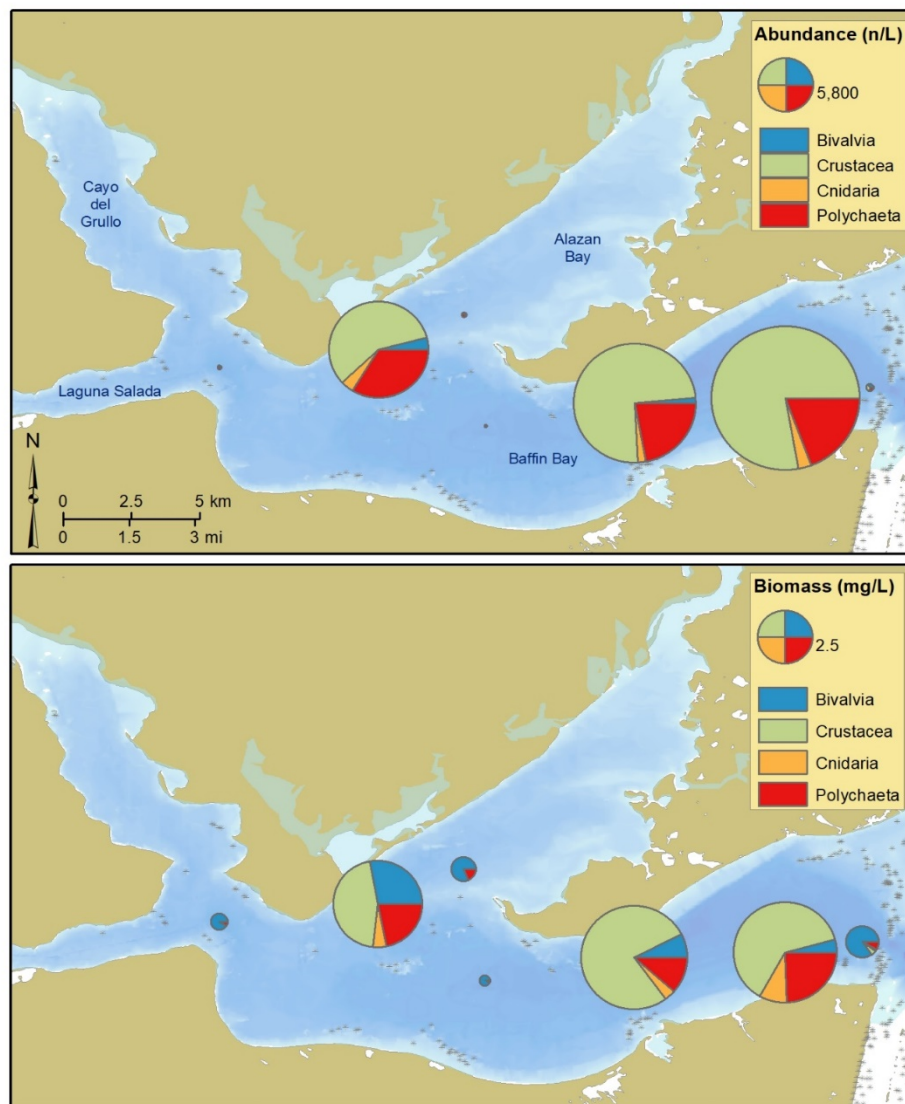 Abundance (n/L)
5,800
Bivalvia
Crustacea
Cnidaria
Polychaeta
Cayo
del
Grullo
Alazan
Bay
Laguna Salada
Baffin Bay
N
0 2.5 5 km
0 1.5 3 mi
Biomass (mg/L)
2.5
Bivalvia
Crustacea
Cnidaria
Polychaeta